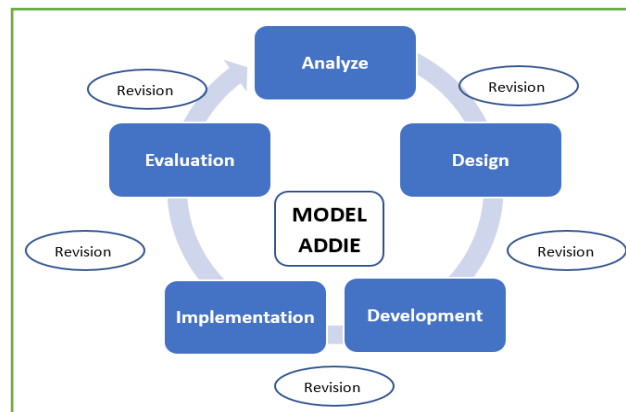 Analyze
Revision
Revision
Evaluation
Design
MODEL
ADDIE
Revision
Revision
Implementation
Development
Revision